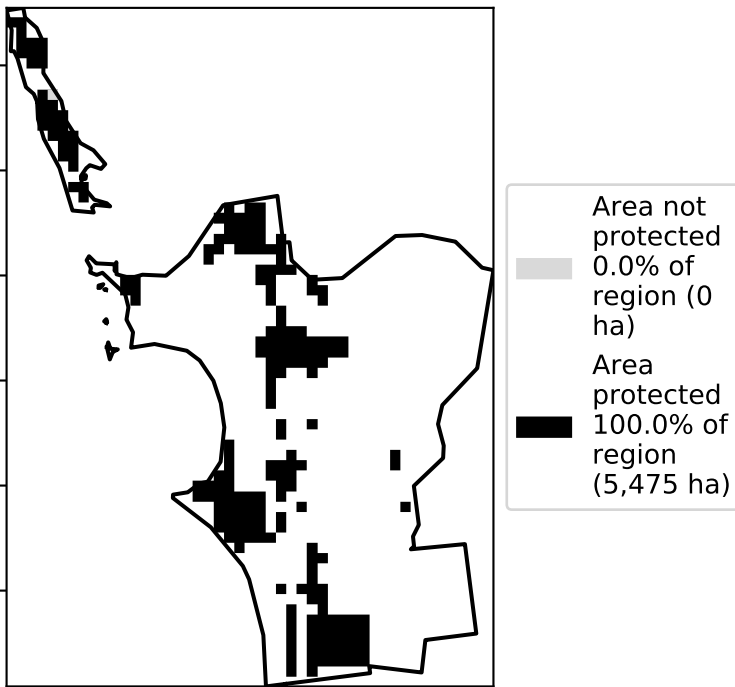 Area not
protected
0.0% of
region (0
ha)
Area
protected
100.0% of
region
(5,475 ha)